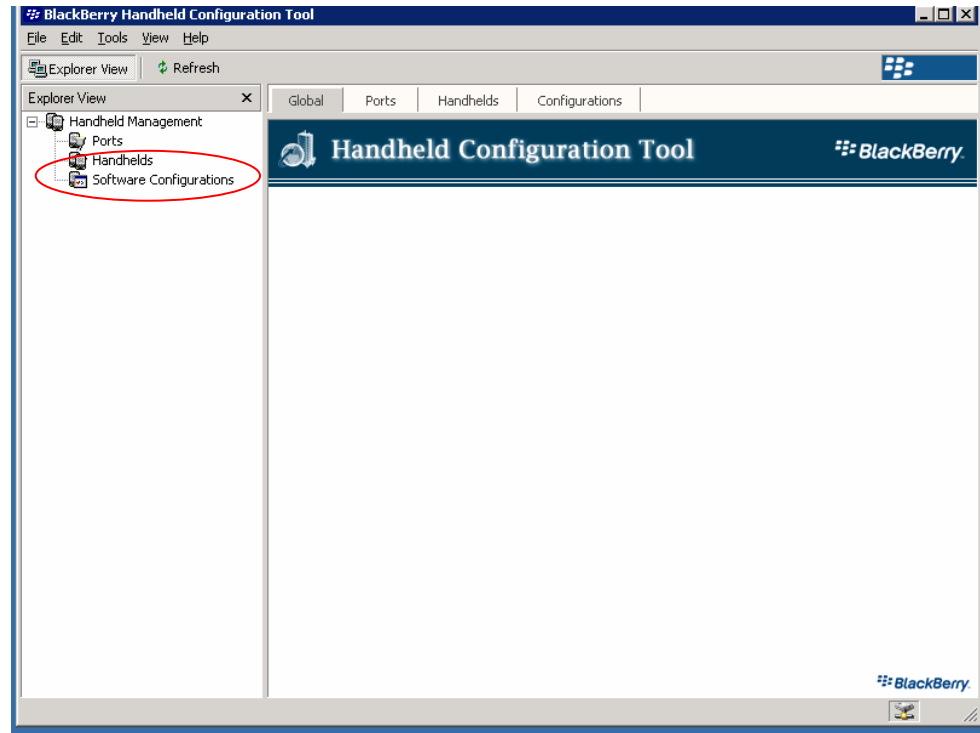 BlackBerry Handheld Configuration Tool
File Edit Tools View Help
Explorer View Refresh
Explorer View
Global Ports Handhelds Configurations
Handheld Management
Ports
Handhelds
Software Configurations
Handheld Configuration Tool
BlackBerry.
BlackBerry.